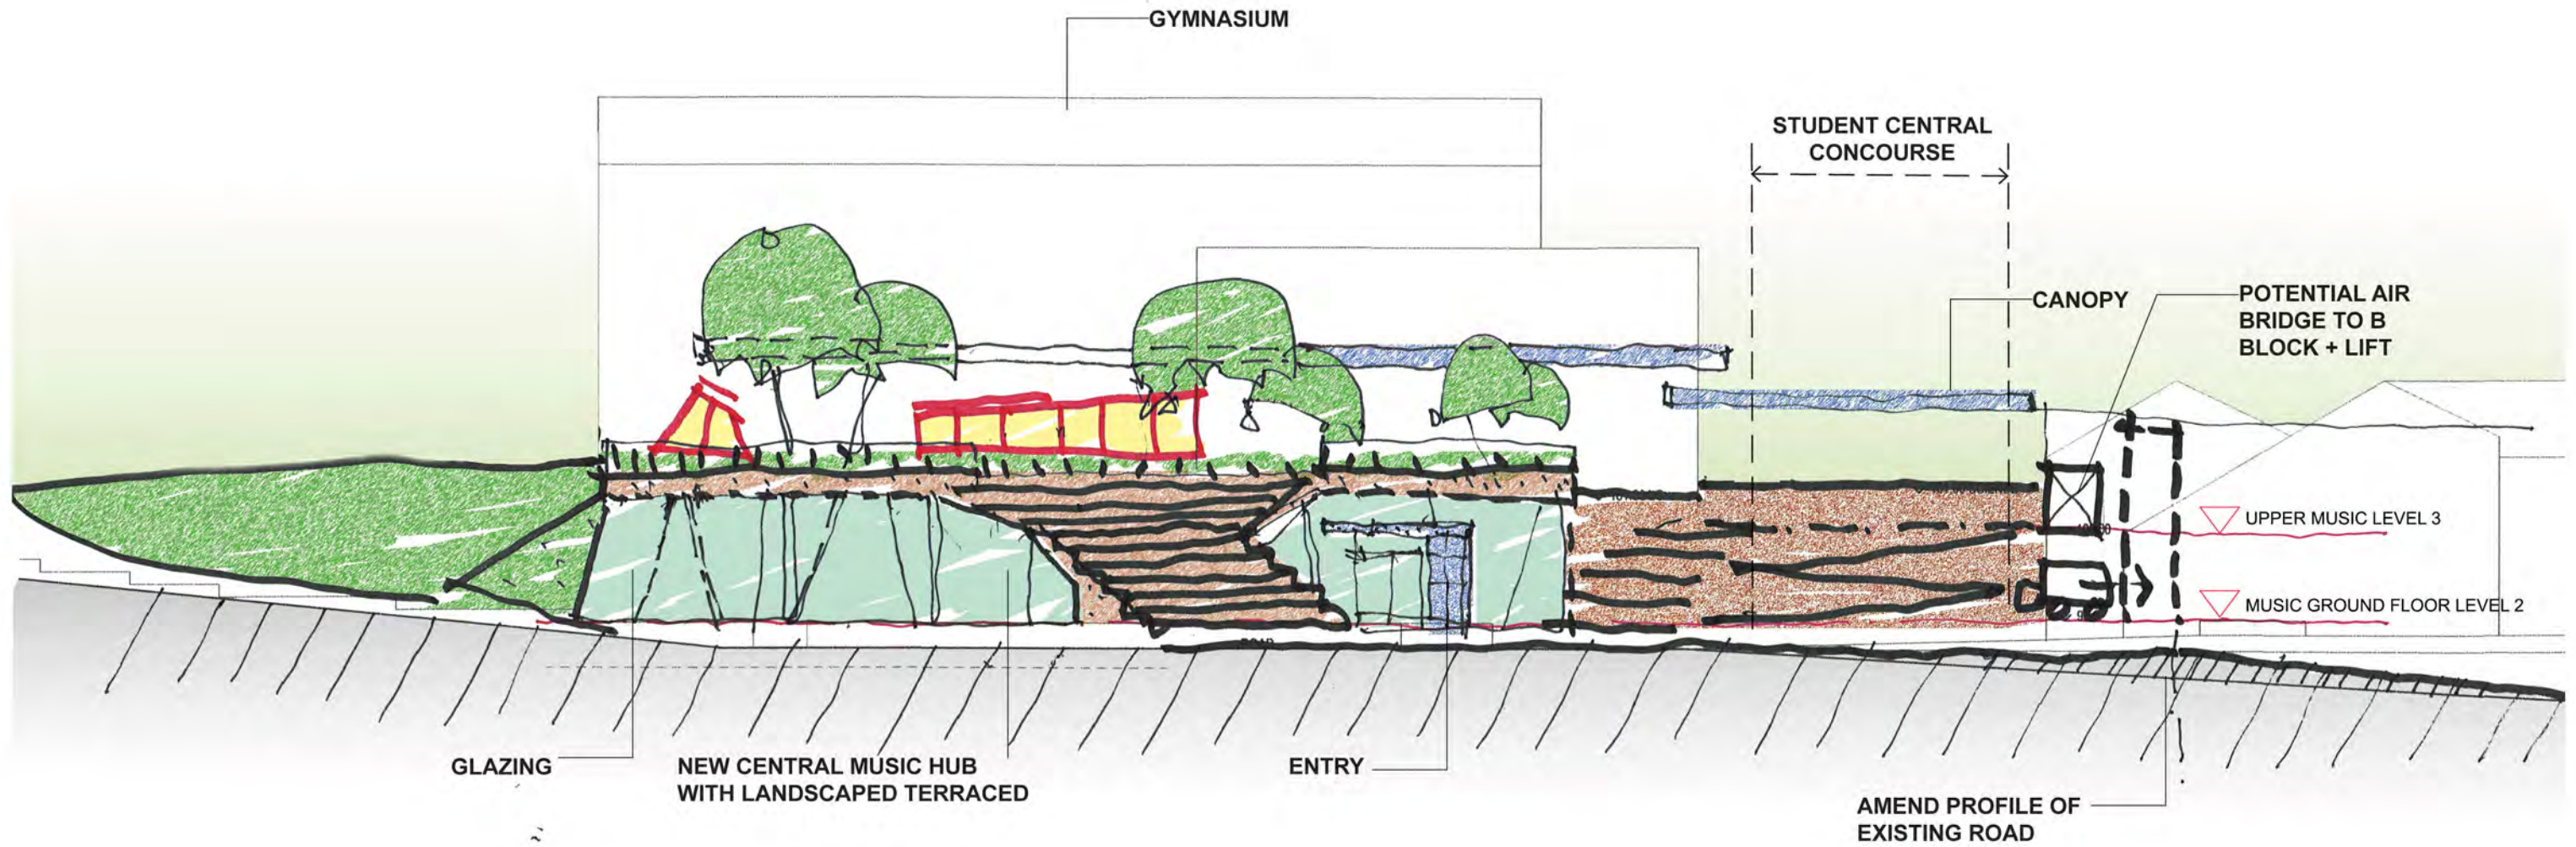 GYMNASIUM
STUDENT CENTRAL
CONCOURSE
CANOPY
POTENTIAL AIR
BRIDGE TO B
BLOCK + LIFT
UPPER MUSIC LEVEL 3
MUSIC GROUND FLOOR LEVEL 2
ROAD
GLAZING
NEW CENTRAL MUSIC HUB
WITH LANDSCAPED TERRACED
ENTRY
AMEND PROFILE OF
EXISTING ROAD